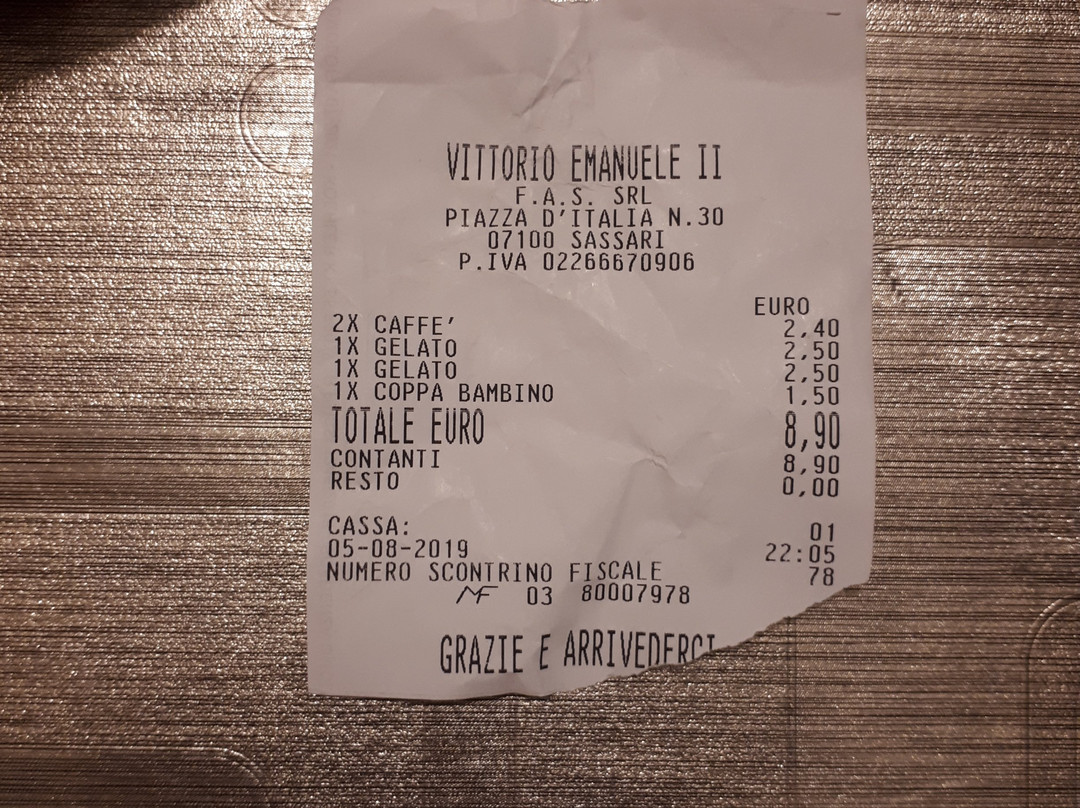 VITTORIO EMANUELE II
F.A.S. SRL
PIAZZA D'ITALIA N.30
07100 SASSARI
P.IVA 02266670906
EURO
2X CAFFE' 2,40
1X GELATO 2,50
1X GELATO 2,50
1X COPPA BAMBINO 1,50
TOTALE EURO 8,90
CONTANTI 8,90
RESTO 0,00
CASSA: 01
05-08-2019 22:05
NUMERO SCONTRINO FISCALE 78
MF 03 80007978
GRAZIE E ARRIVEDERCI